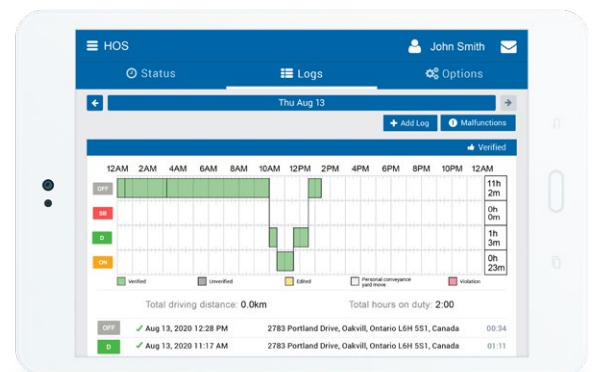 HOS John Smith
Status Logs Options
Thu Aug 13
Add Log Malfunctions
Verified
12AM 2AM 4AM 6AM 8AM 10AM 12PM 2PM 4PM 6PM 8PM 10PM 12AM
OFF 11h 2m
SB 0h 0m
D 1h 3m
ON 0h 23m
Verified Unverified Edited Personal conveyance yard move Violation
Total driving distance: 0.0km Total hours on duty: 2:00
OFF Aug 13, 2020 12:28 PM 2783 Portland Drive, Oakvill, Ontario L6H 5S1, Canada 00:34
D Aug 13, 2020 11:17 AM 2783 Portland Drive, Oakvill, Ontario L6H 5S1, Canada 01:11